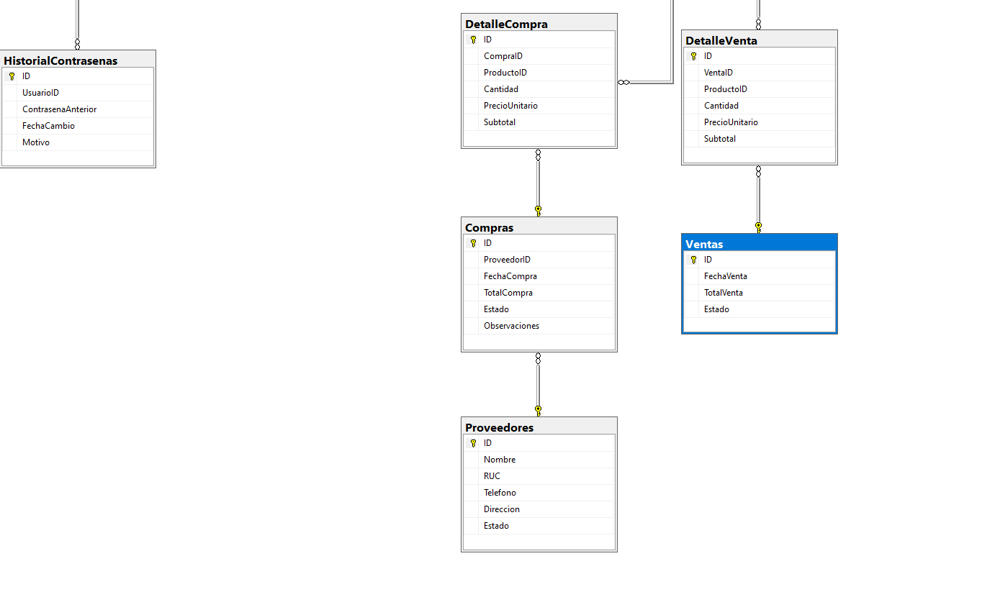 HistorialContrasenas
ID
UsuarioID
ContrasenaAnterior
FechaCambio
Motivo
DetalleCompra
ID
CompraID
ProductoID
Cantidad
PrecioUnitario
Subtotal
DetalleVenta
ID
VentaID
ProductoID
Cantidad
PrecioUnitario
Subtotal
Compras
ID
ProveedorID
FechaCompra
TotalCompra
Estado
Observaciones
Ventas
ID
FechaVenta
TotalVenta
Estado
Proveedores
ID
Nombre
RUC
Telefono
Direccion
Estado